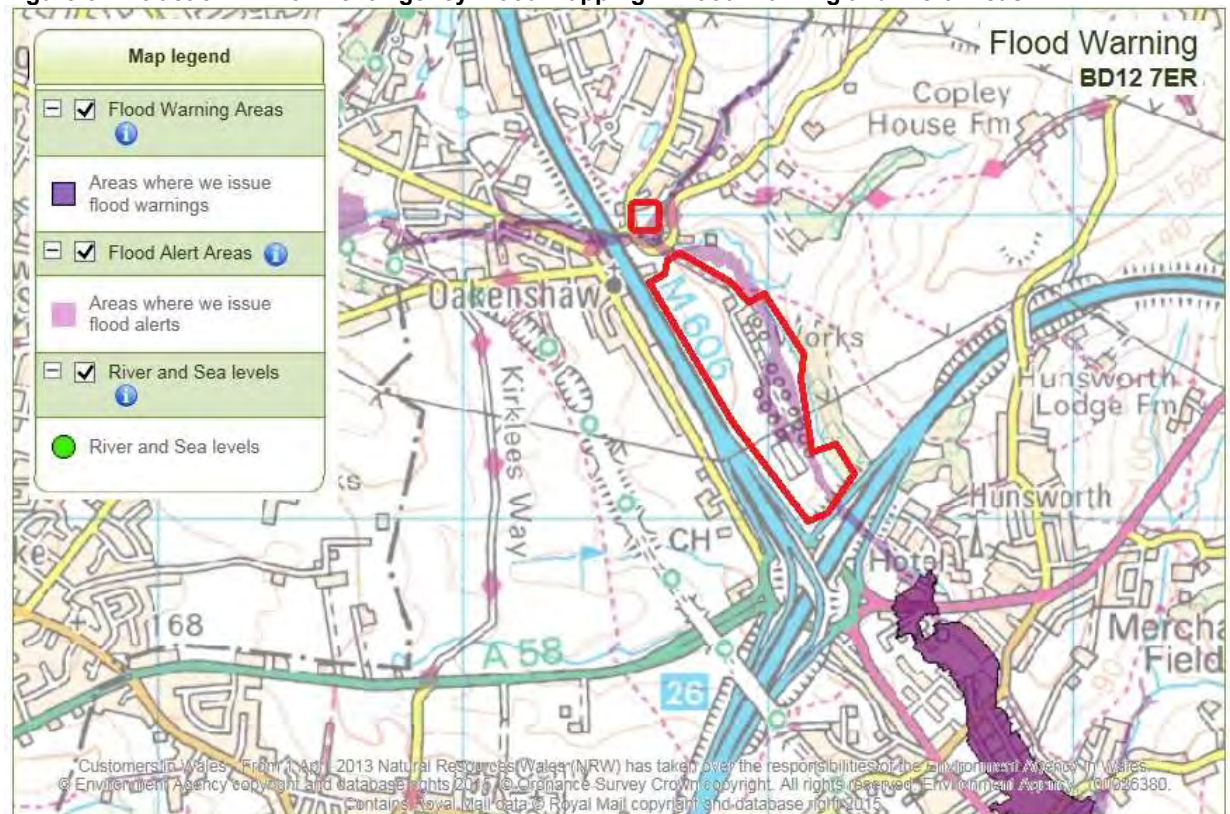 Map legend
Flood Warning Areas
Areas where we issue
flood warnings
Flood Alert Areas
Areas where we issue
flood alerts
River and Sea levels
River and Sea levels
Flood Warning
BD12 7ER
Copley
House Fm
156
146
Oakenshaw
M 606
Works
Hunsworth
Lodge Fm
Kirklees Way
Hunsworth
CH
Hotel
168
A 58
26
Mercha
Field
90
Customers in Wales - From 1 April 2013 Natural Resources Wales (NRW) has taken over the responsibilities of the Environment Agency in Wales.
© Environment Agency copyright and database rights 2015. © Ordnance Survey Crown copyright. All rights reserved. Environment Agency, 100026380.
Contains Royal Mail data © Royal Mail copyright and database right 2015.